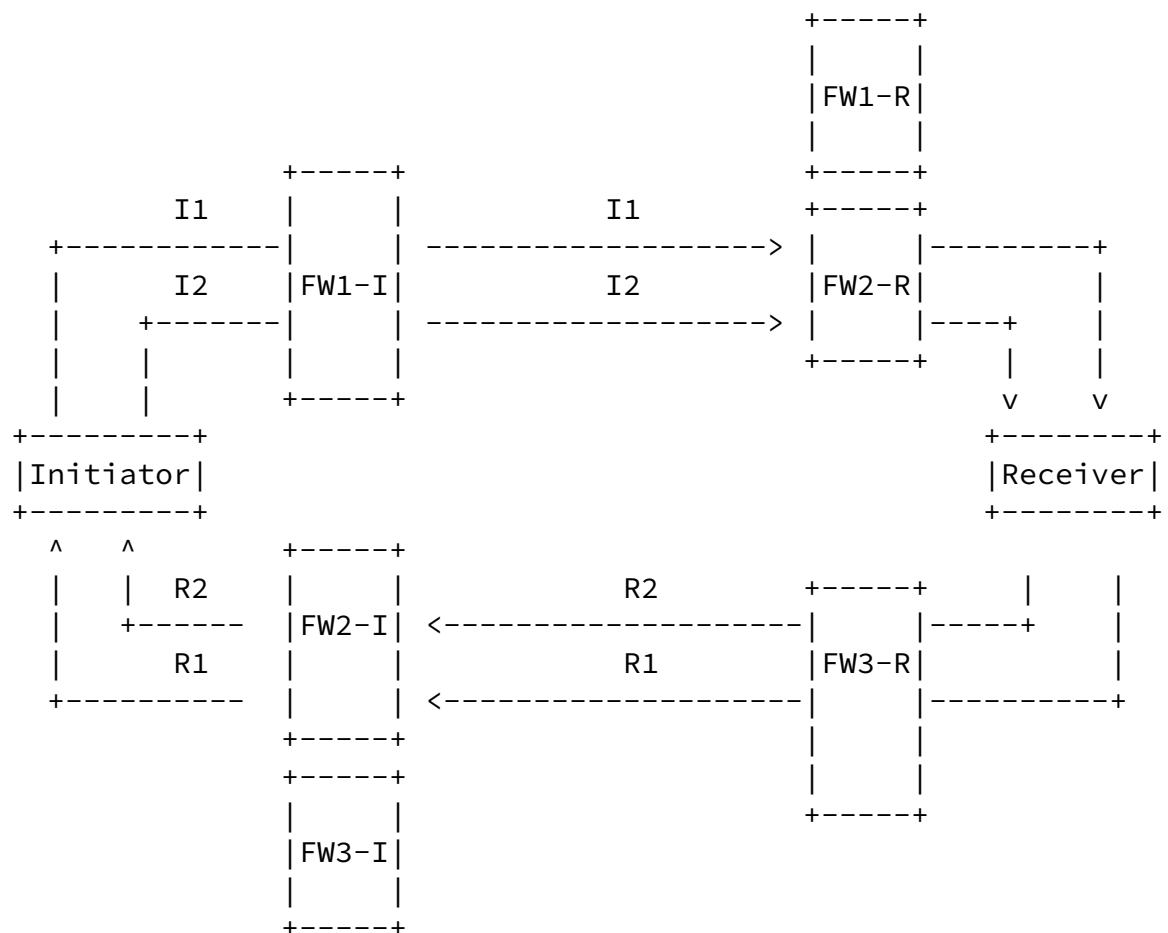 FW1-R
I1 I1
I2 FW1-I I2 FW2-R
Initiator Receiver
R2 R2
FW2-I
R1 R1 FW3-R
FW3-I